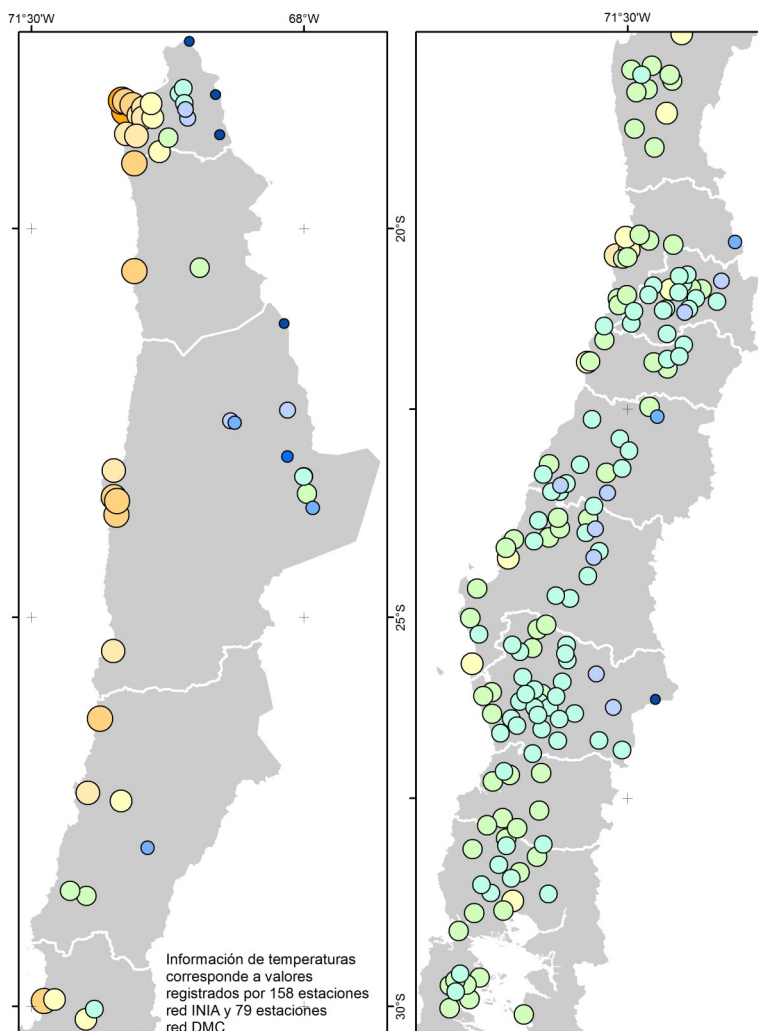 71°30'W
68°W
71°30'W
20°S
25°S
30°S
Información de temperaturas
corresponde a valores
registrados por 158 estaciones
red INIA y 79 estaciones
red DMC